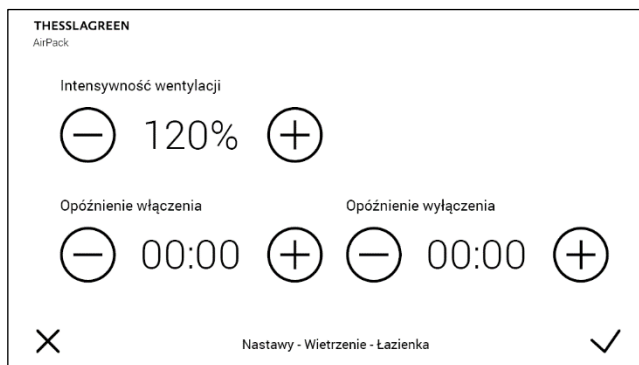 THESSLAGREEN
AirPack
Intensywność wentylacji
120%
Opóźnienie włączenia
Opóźnienie wyłączenia
00:00
00:00
Nastawy - Wietrzenie - Łazienka